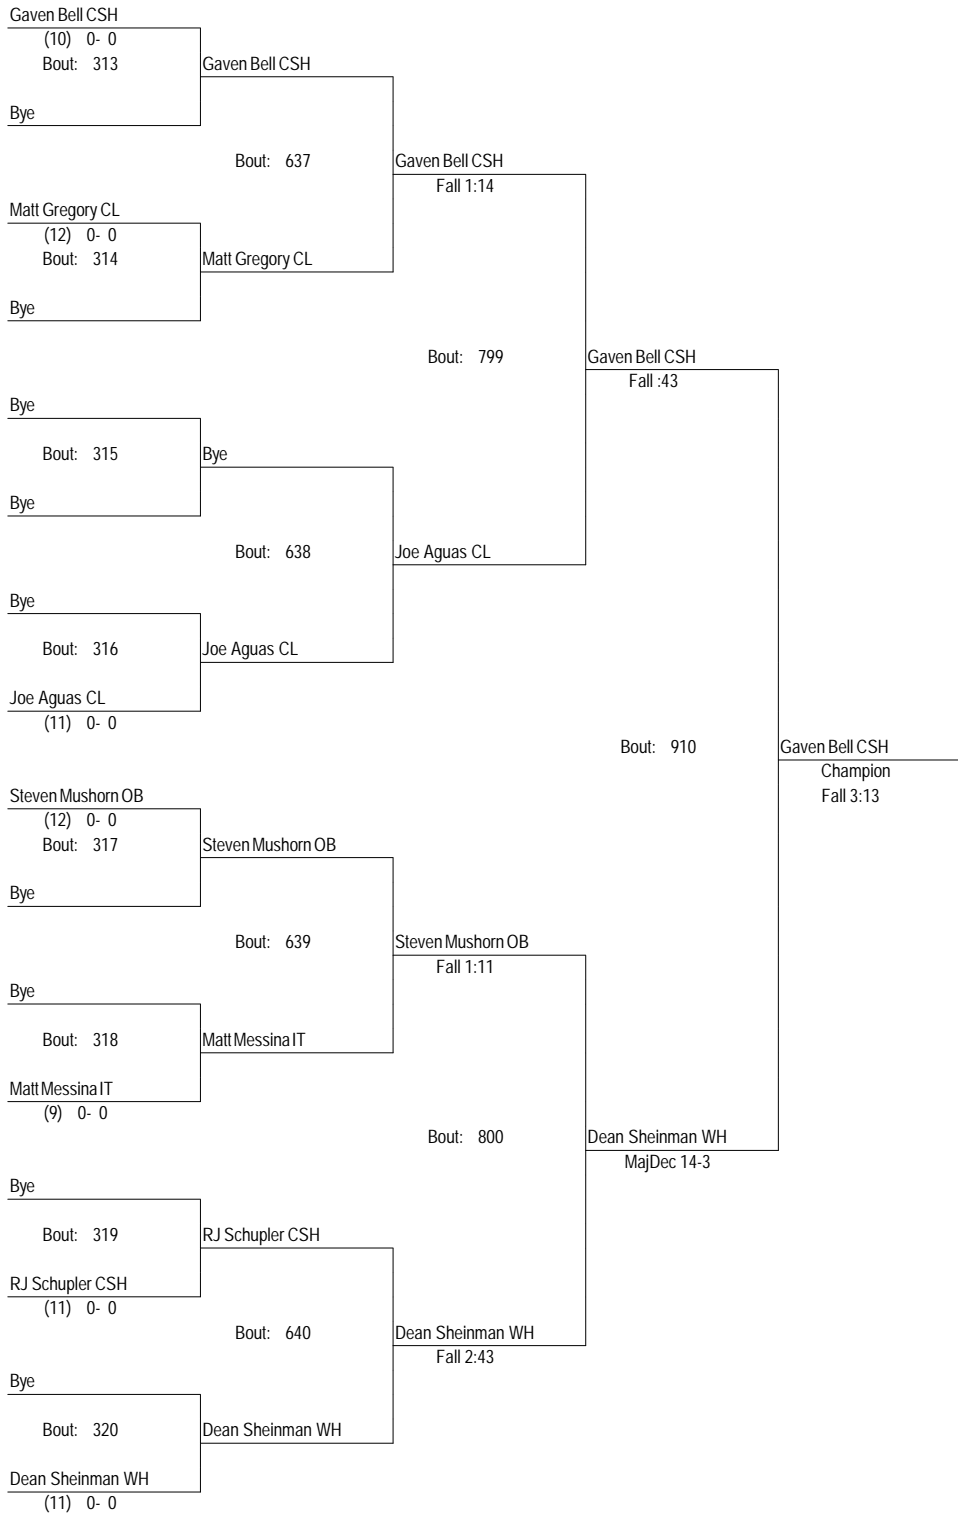 Gaven Bell CSH
(10) 0- 0
Bout: 313
Gaven Bell CSH
Bye
Bout: 637
Gaven Bell CSH
Fall 1:14
Matt Gregory CL
(12) 0- 0
Bout: 314
Matt Gregory CL
Bye
Bout: 799
Gaven Bell CSH
Fall :43
Bye
Bout: 315
Bye
Bye
Bout: 638
Joe Aguas CL
Bye
Bout: 316
Joe Aguas CL
Joe Aguas CL
(11) 0- 0
Bout: 910
Gaven Bell CSH
Champion
Fall 3:13
Steven Mushorn OB
(12) 0- 0
Bout: 317
Steven Mushorn OB
Bye
Bout: 639
Steven Mushorn OB
Fall 1:11
Bye
Bout: 318
Matt Messina IT
Matt Messina IT
(9) 0- 0
Bout: 800
Dean Sheinman WH
MajDec 14-3
Bye
Bout: 319
RJ Schupler CSH
RJ Schupler CSH
(11) 0- 0
Bout: 640
Dean Sheinman WH
Fall 2:43
Bye
Bout: 320
Dean Sheinman WH
Dean Sheinman WH
(11) 0- 0